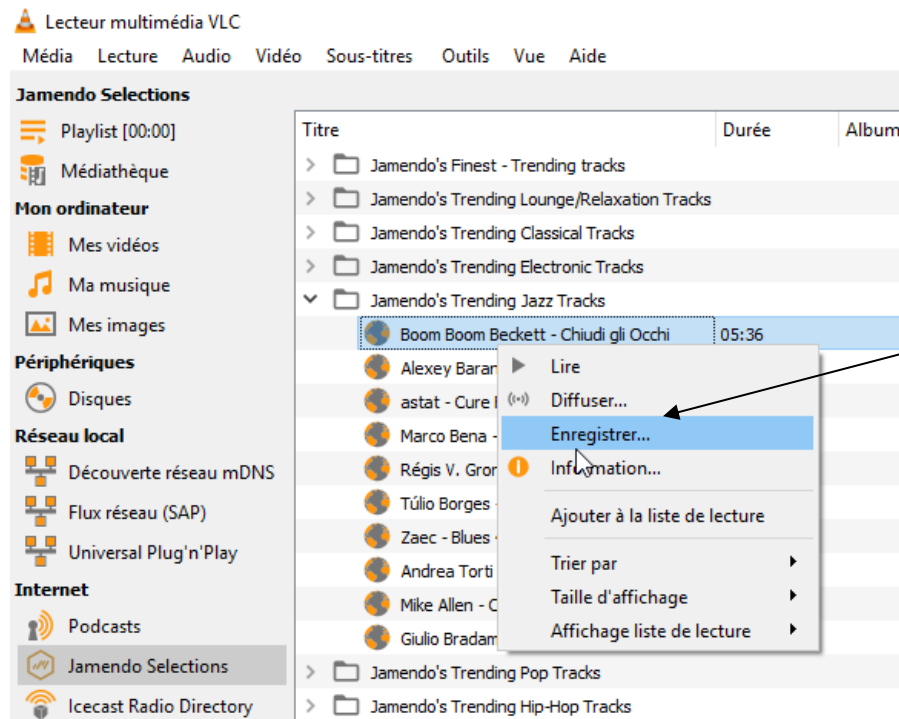 Lecteur multimédia VLC
Média Lecture Audio Vidéo Sous-titres Outils Vue Aide
Jamendo Selections
Playlist [00:00]
Médiathèque
Mon ordinateur
Mes vidéos
Ma musique
Mes images
Périphériques
Disques
Réseau local
Découverte réseau mDNS
Flux réseau (SAP)
Universal Plug'n'Play
Internet
Podcasts
Jamendo Selections
Icecast Radio Directory
Titre Durée Album
Jamendo's Finest - Trending tracks
Jamendo's Trending Lounge/Relaxation Tracks
Jamendo's Trending Classical Tracks
Jamendo's Trending Electronic Tracks
Jamendo's Trending Jazz Tracks
Boom Boom Beckett - Chiudi gli Occhi 05:36
Alexey Baran
astat - Cure
Marco Bena -
Régis V. Gron
Túlio Borges -
Zaec - Blues
Andrea Torti
Mike Allen - C
Giulio Bradam
Jamendo's Trending Pop Tracks
Jamendo's Trending Hip-Hop Tracks
Lire
Diffuser...
Enregistrer...
Information...
Ajouter à la liste de lecture
Trier par
Taille d'affichage
Affichage liste de lecture